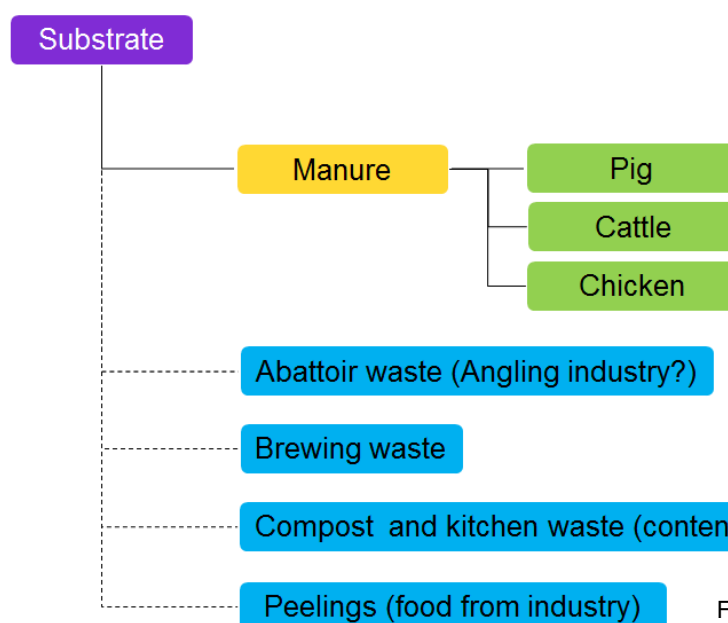 Substrate
Manure
Pig
Cattle
Chicken
Abattoir waste (Angling industry?)
Brewing waste
Compost and kitchen waste (conten
Peelings (food from industry)
F